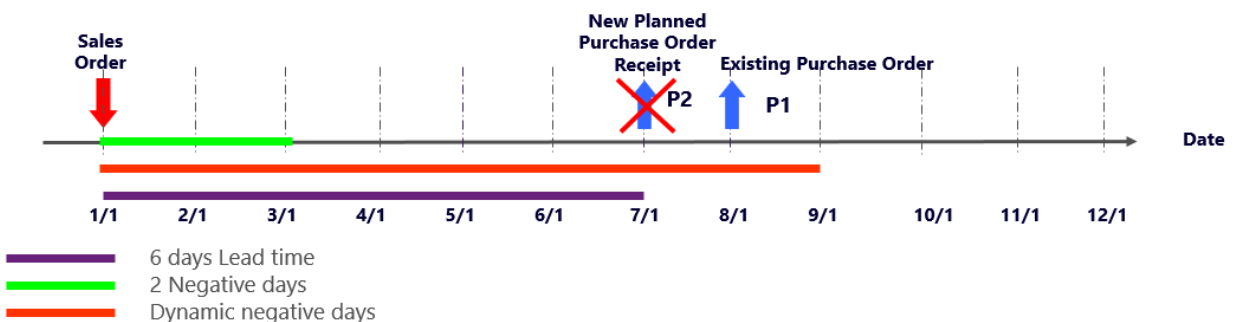 Sales
Order
New Planned
Purchase Order
Receipt
P2
Existing Purchase Order
P1
Date
1/1
2/1
3/1
4/1
5/1
6/1
7/1
8/1
9/1
10/1
11/1
12/1
6 days Lead time
2 Negative days
Dynamic negative days